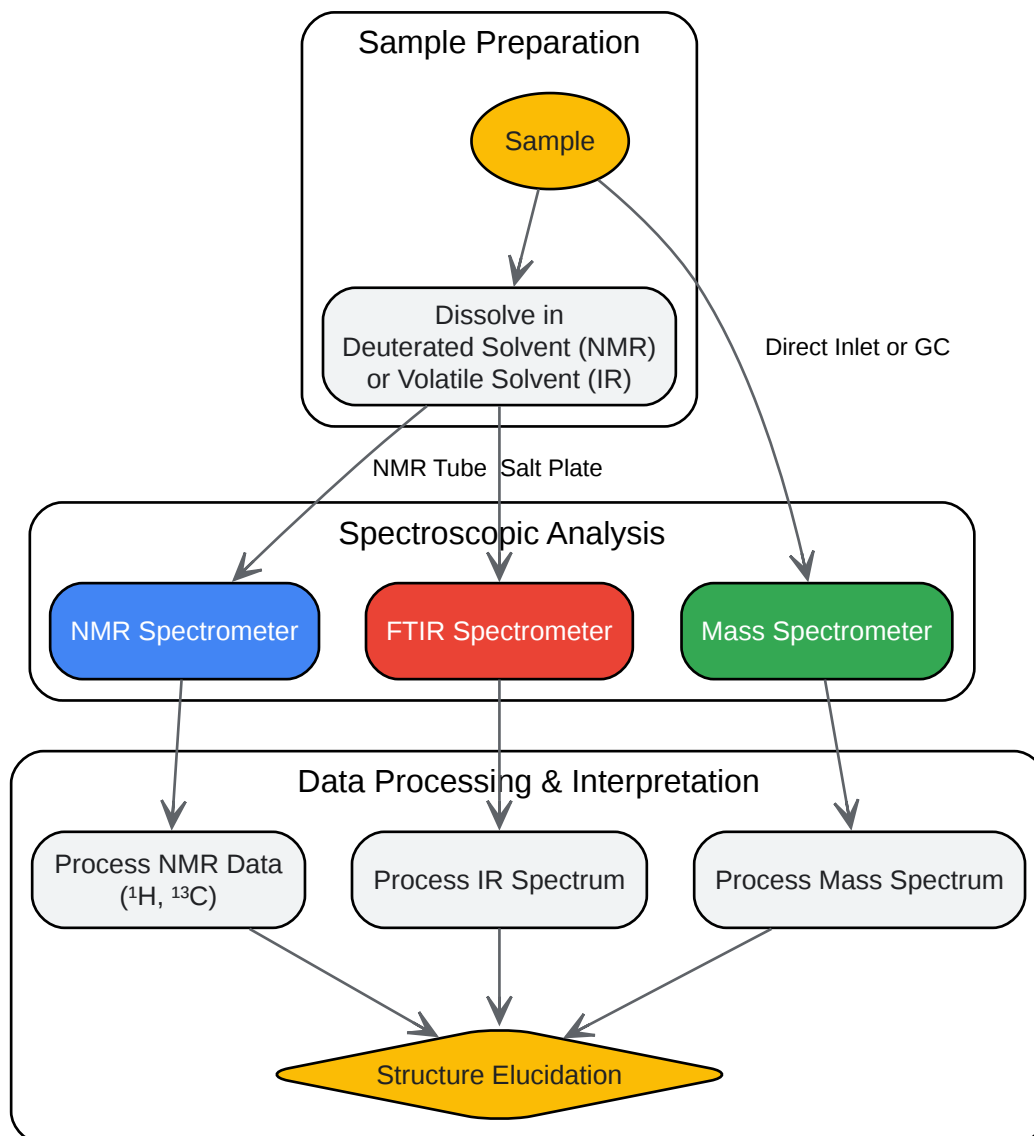 Sample Preparation
Sample
Dissolve in
Deuterated Solvent (NMR)
or Volatile Solvent (IR)
Direct Inlet or GC
NMR Tube
Salt Plate
Spectroscopic Analysis
NMR Spectrometer
FTIR Spectrometer
Mass Spectrometer
Data Processing & Interpretation
Process NMR Data
(¹H, ¹³C)
Process IR Spectrum
Process Mass Spectrum
Structure Elucidation